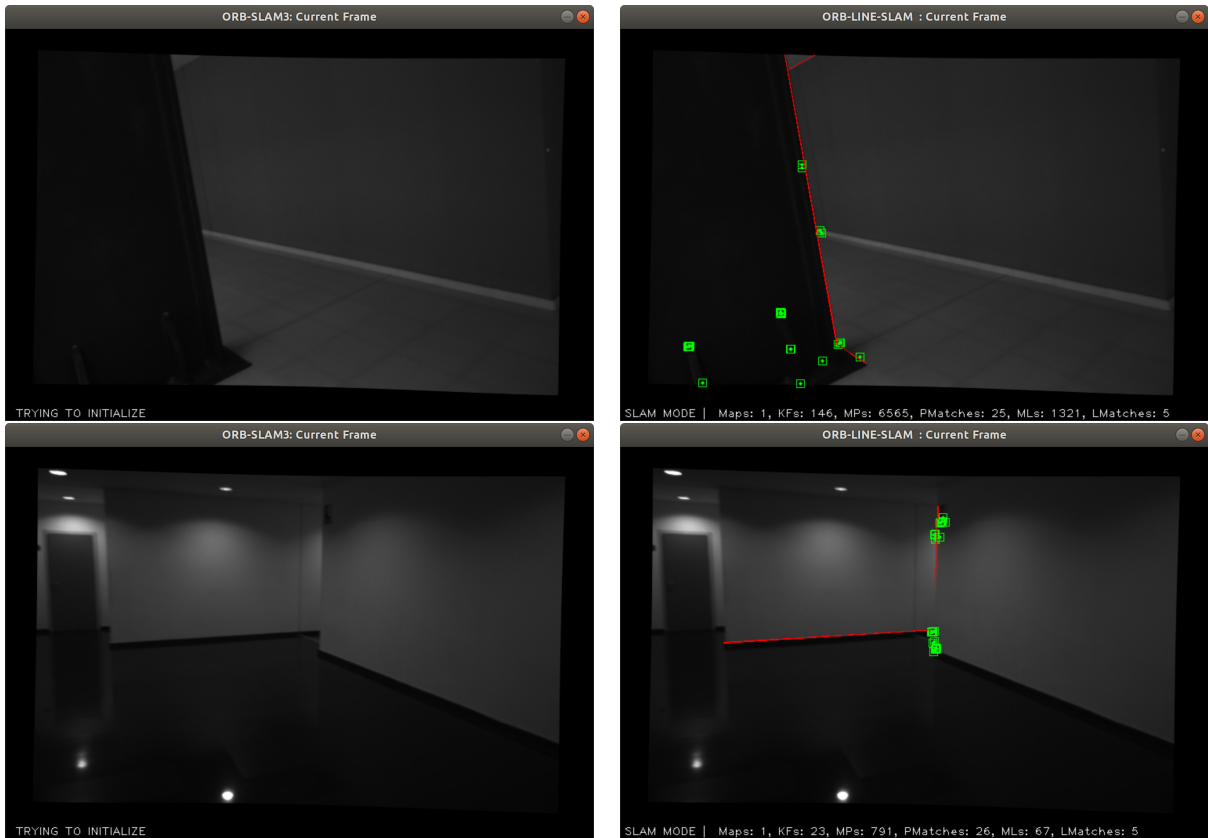 ORB-SLAM3: Current Frame
ORB-LINE-SLAM : Current Frame
TRYING TO INITIALIZE
SLAM MODE | Maps: 1, KFs: 146, MPs: 6565, PMatches: 25, MLs: 1321, LMatches: 5
ORB-SLAM3: Current Frame
ORB-LINE-SLAM : Current Frame
TRYING TO INITIALIZE
SLAM MODE | Maps: 1, KFs: 23, MPs: 791, PMatches: 26, MLs: 67, LMatches: 5